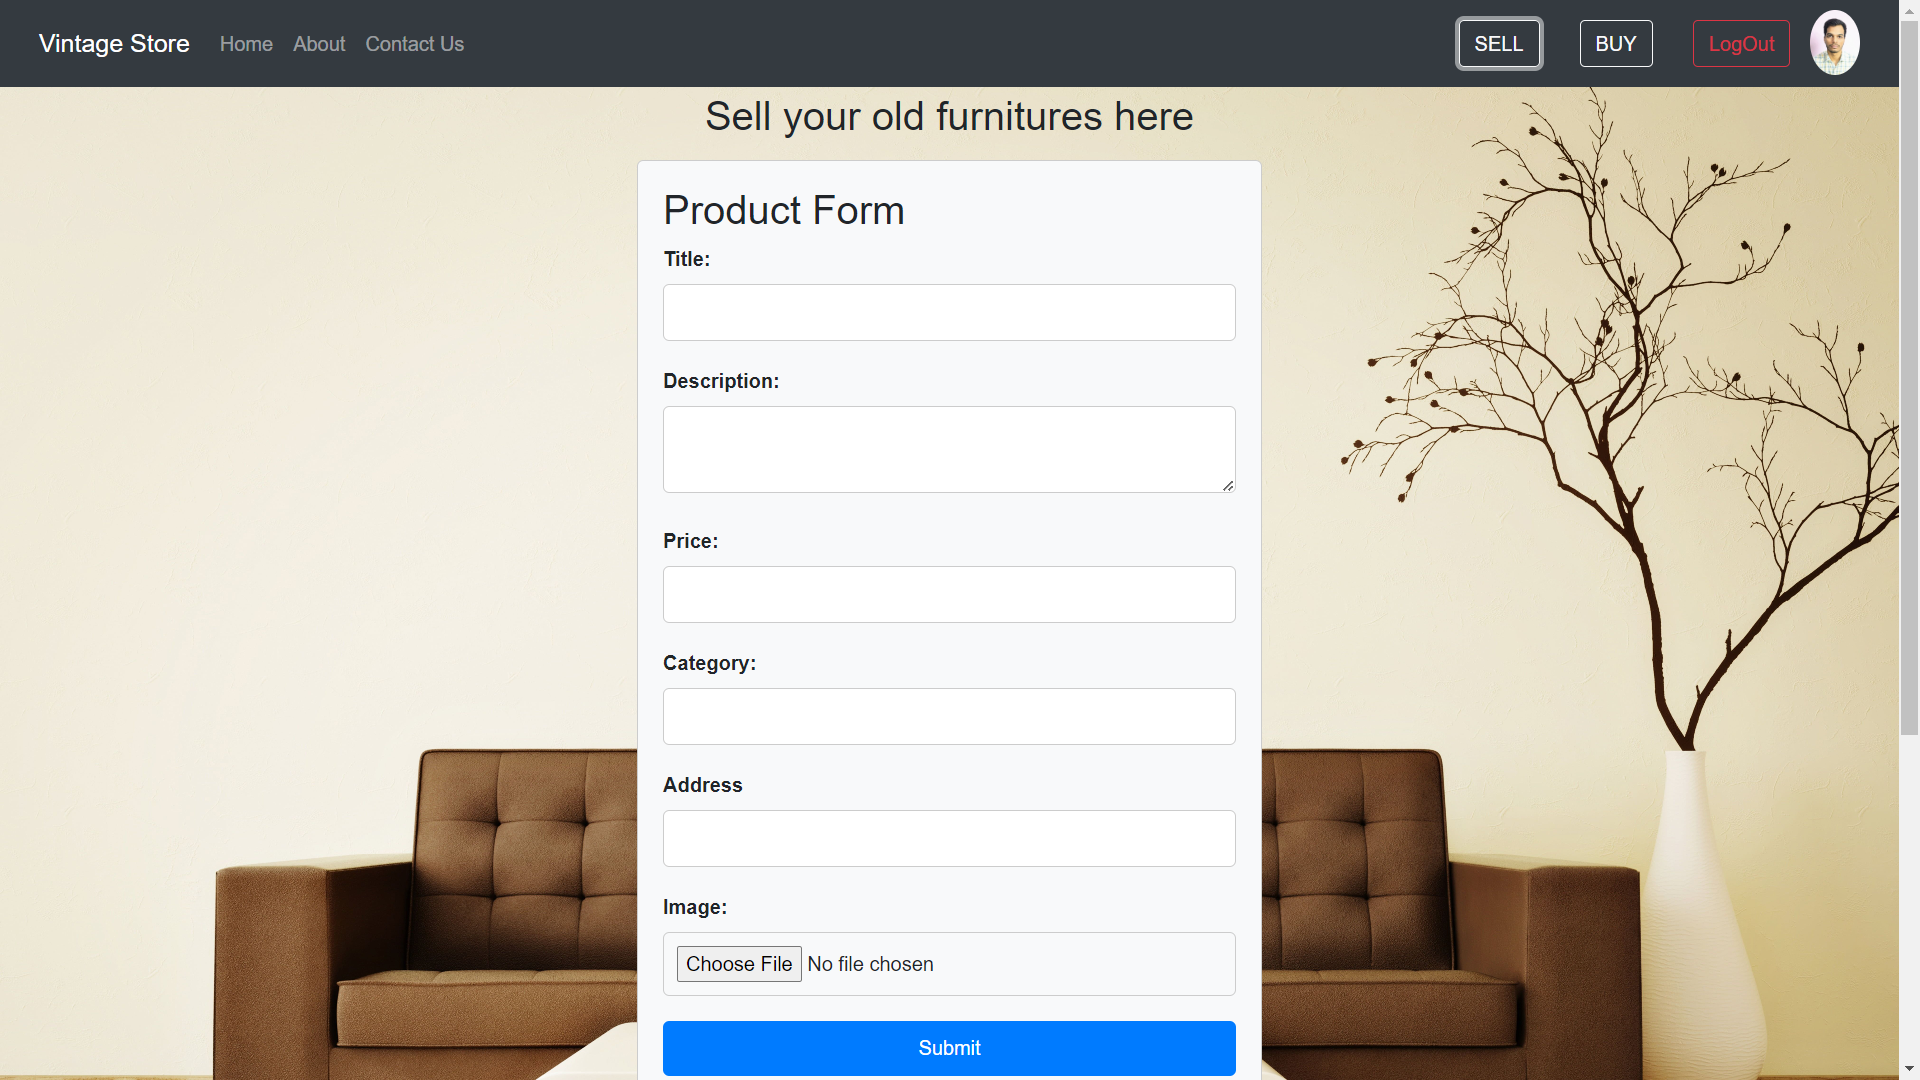 Vintage Store Home About Contact Us SELL BUY LogOut
Sell your old furnitures here
Product Form
Title:
Description:
Price:
Category:
Address
Image:
Choose File No file chosen
Submit